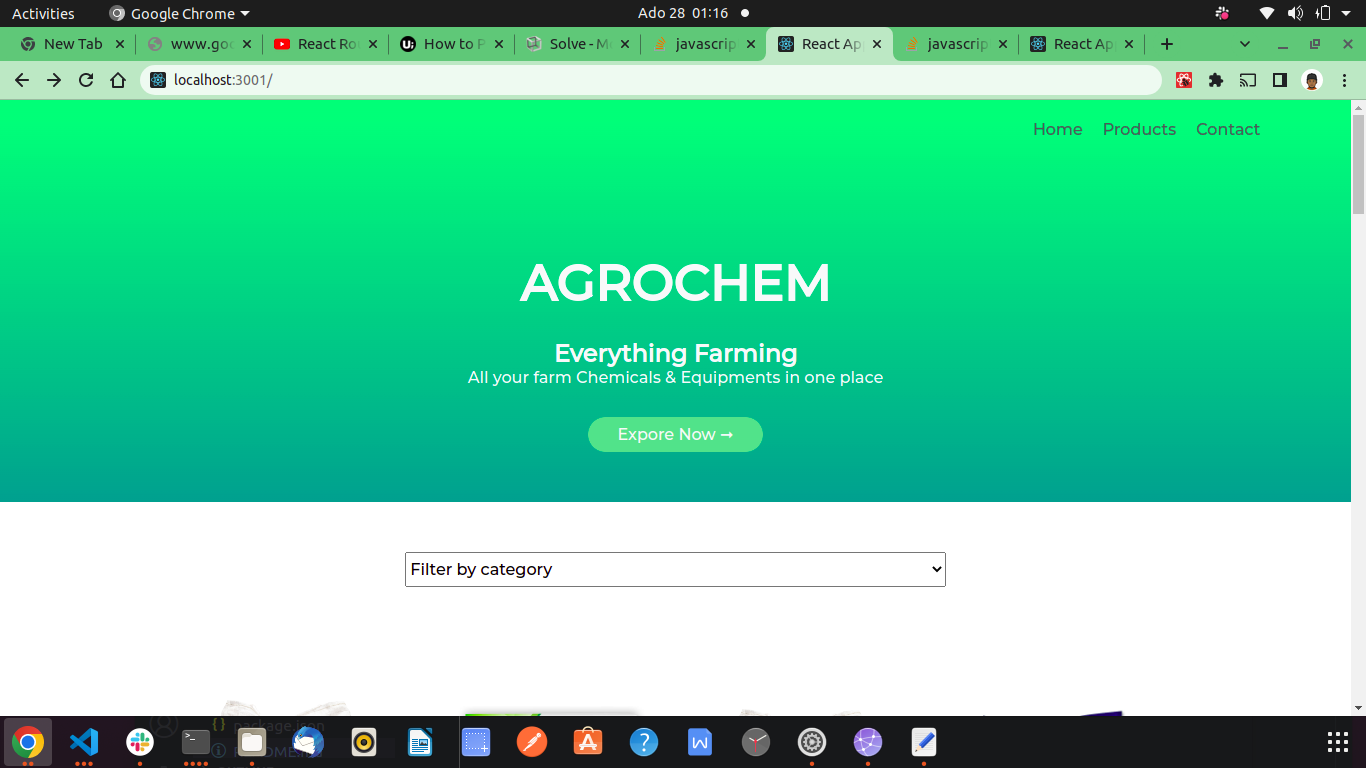 Activities Google Chrome Ado 28 01:16
New Tab www.goo React Ro How to P Solve - M javascrip React Ap javascrip React Ap
localhost:3001/
Home Products Contact
AGROCHEM
Everything Farming
All your farm Chemicals & Equipments in one place
Expore Now →
Filter by category
package.json